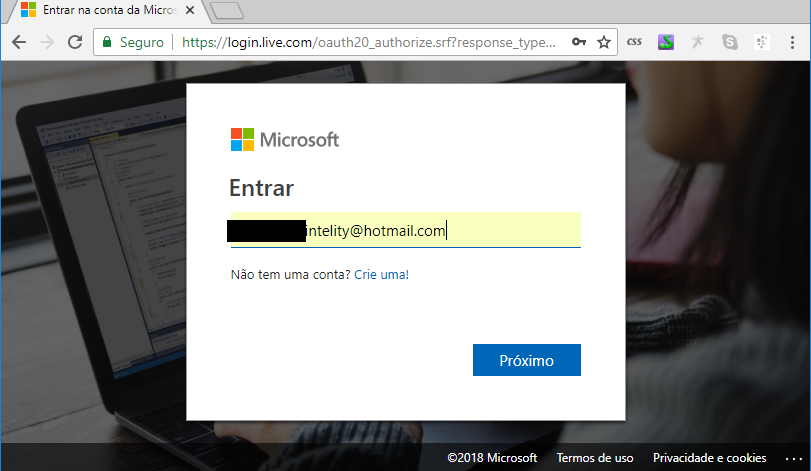 Entrar na conta da Micros
Seguro
https://login.live.com/oauth20_authorize.srf?response_type...
css
S
Microsoft
Entrar
intelity@hotmail.com
Não tem uma conta? Crie uma!
Próximo
©2018 Microsoft Termos de uso Privacidade e cookies ...